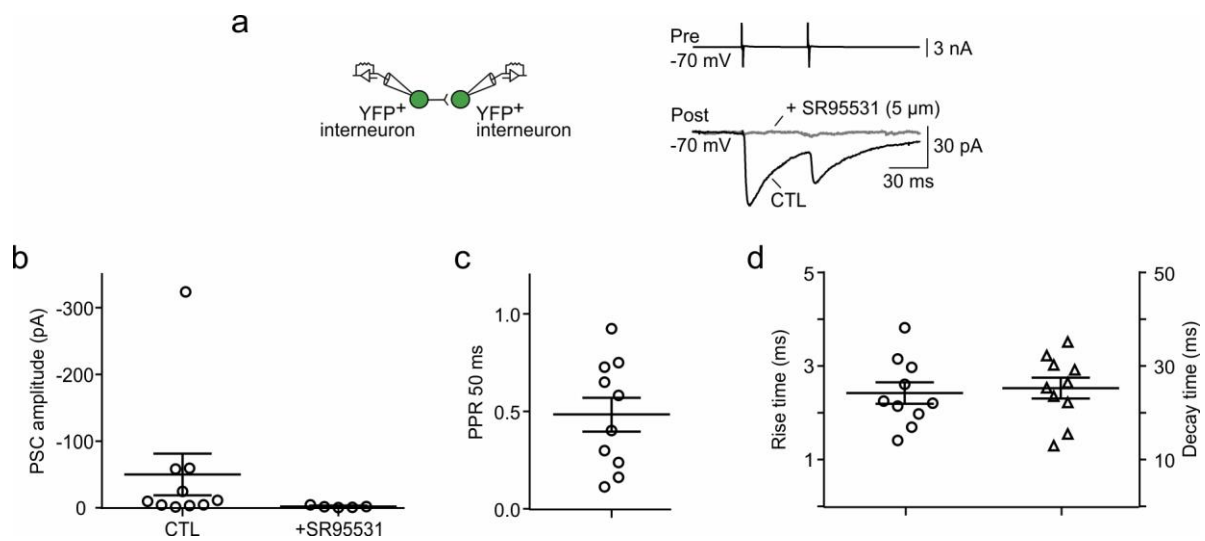 a
YFP+
interneuron
YFP+
interneuron
Pre
-70 mV
3 nA
+ SR95531 (5 µm)
Post
-70 mV
30 pA
30 ms
CTL
b
PSC amplitude (pA)
-300
-200
-100
0
CTL
+SR95531
c
PPR 50 ms
1.0
0.5
0.0
d
Rise time (ms)
5
3
1
50
30
10
Decay time (ms)